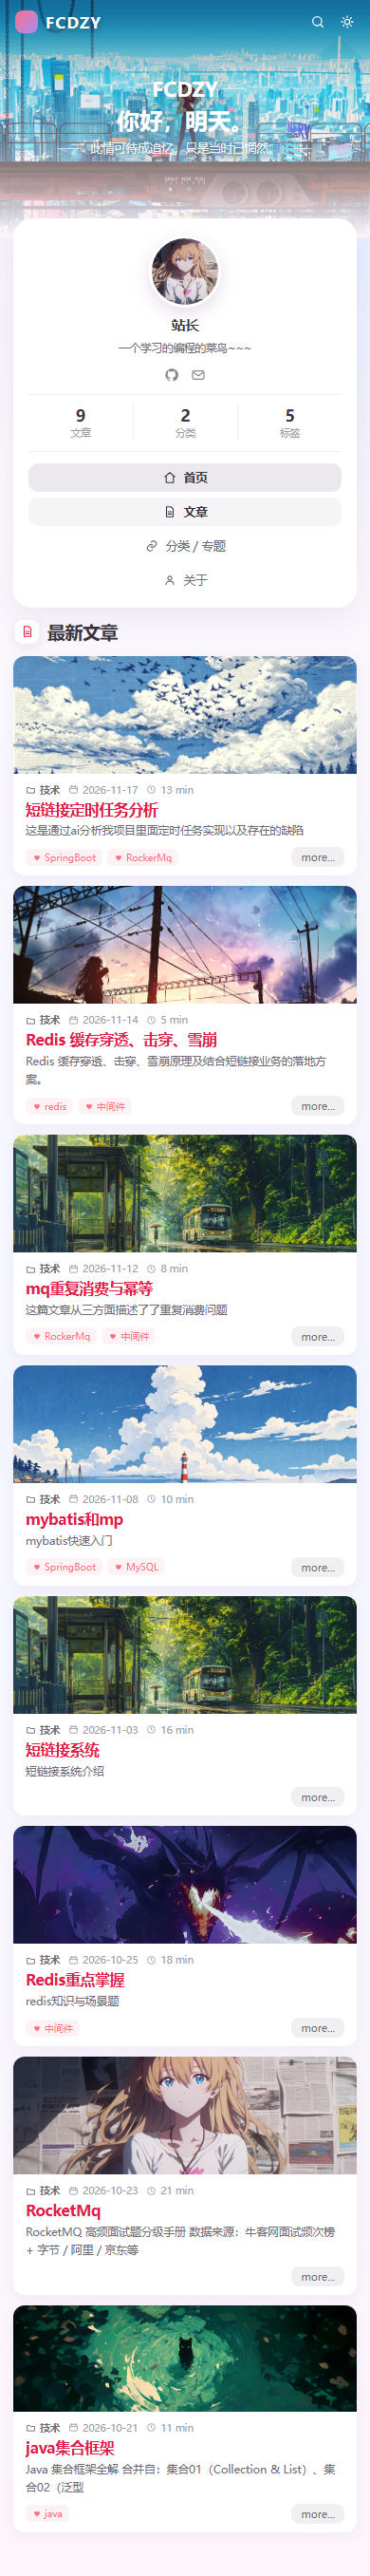 FCDZY
FCDZY
你好，明天。
此情可待成追忆，只是当时已惘然。
ONLY FOR YOU
站长
一个学习的编程的菜鸟~~~
9
2
5
文章
分类
标签
首页
文章
分类 / 专题
关于
最新文章
技术 2026-11-17 13 min
短链接定时任务分析
这是通过ai分析我项目里面定时任务实现以及存在的缺陷
SpringBoot RockerMq more...
技术 2026-11-14 5 min
Redis 缓存穿透、击穿、雪崩
Redis 缓存穿透、击穿、雪崩原理及结合短链接业务的落地方
案。
redis 中间件 more...
技术 2026-11-12 8 min
mq重复消费与幂等
这篇文章从三方面描述了了重复消费问题
RockerMq 中间件 more...
技术 2026-11-08 10 min
mybatis和mp
mybatis快速入门
SpringBoot MySQL more...
技术 2026-11-03 16 min
短链接系统
短链接系统介绍
more...
技术 2026-10-25 18 min
Redis重点掌握
redis知识与场景题
中间件 more...
技术 2026-10-23 21 min
RocketMq
RocketMQ 高频面试题分级手册 数据来源：牛客网面试频次榜
+ 字节 / 阿里 / 京东等
more...
技术 2026-10-21 11 min
java集合框架
Java 集合框架全解 合并自：集合01（Collection & List）、集
合02（泛型
java more...